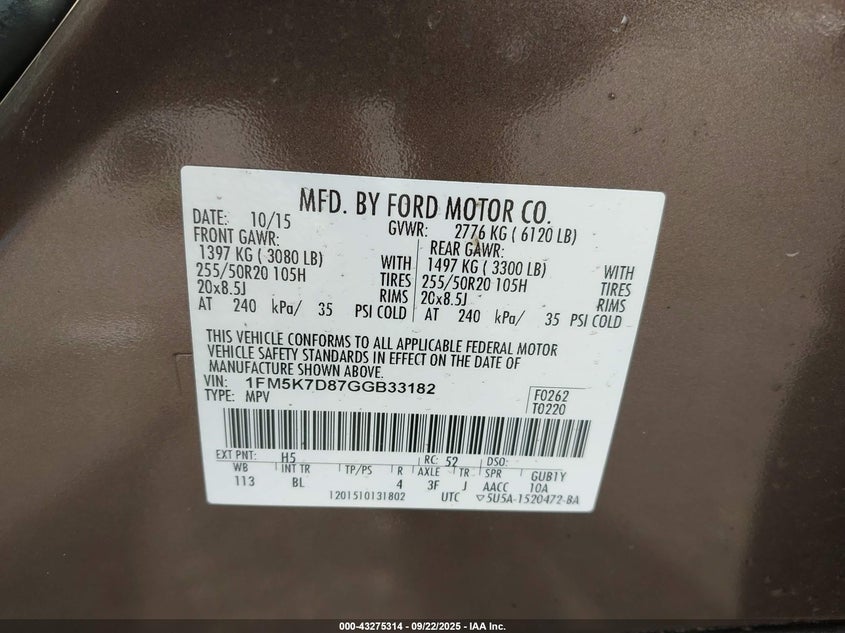 MFD. BY FORD MOTOR CO.
DATE: 10/15 GVWR: 2776 KG ( 6120 LB)
FRONT GAWR: REAR GAWR:
1397 KG ( 3080 LB) WITH 1497 KG ( 3300 LB) WITH
255/50R20 105H TIRES 255/50R20 105H TIRES
20x8.5J RIMS 20x8.5J RIMS
AT 240 kPa/ 35 PSI COLD AT 240 kPa/ 35 PSI COLD
THIS VEHICLE CONFORMS TO ALL APPLICABLE FEDERAL MOTOR
VEHICLE SAFETY STANDARDS IN EFFECT ON THE DATE OF
MANUFACTURE SHOWN ABOVE.
VIN: 1FM5K7D87GGB33182
TYPE: MPV
F0262
T0220
EXT PNT: H5 RC: 52 DSO:
WB INT TR TP/PS R AXLE TR SPR GUB1Y
113 BL 4 3F J AACC 10A
1201510131802 UTC ▽5U5A-1520472-BA
000-43275314 - 09/22/2025 - IAA Inc.